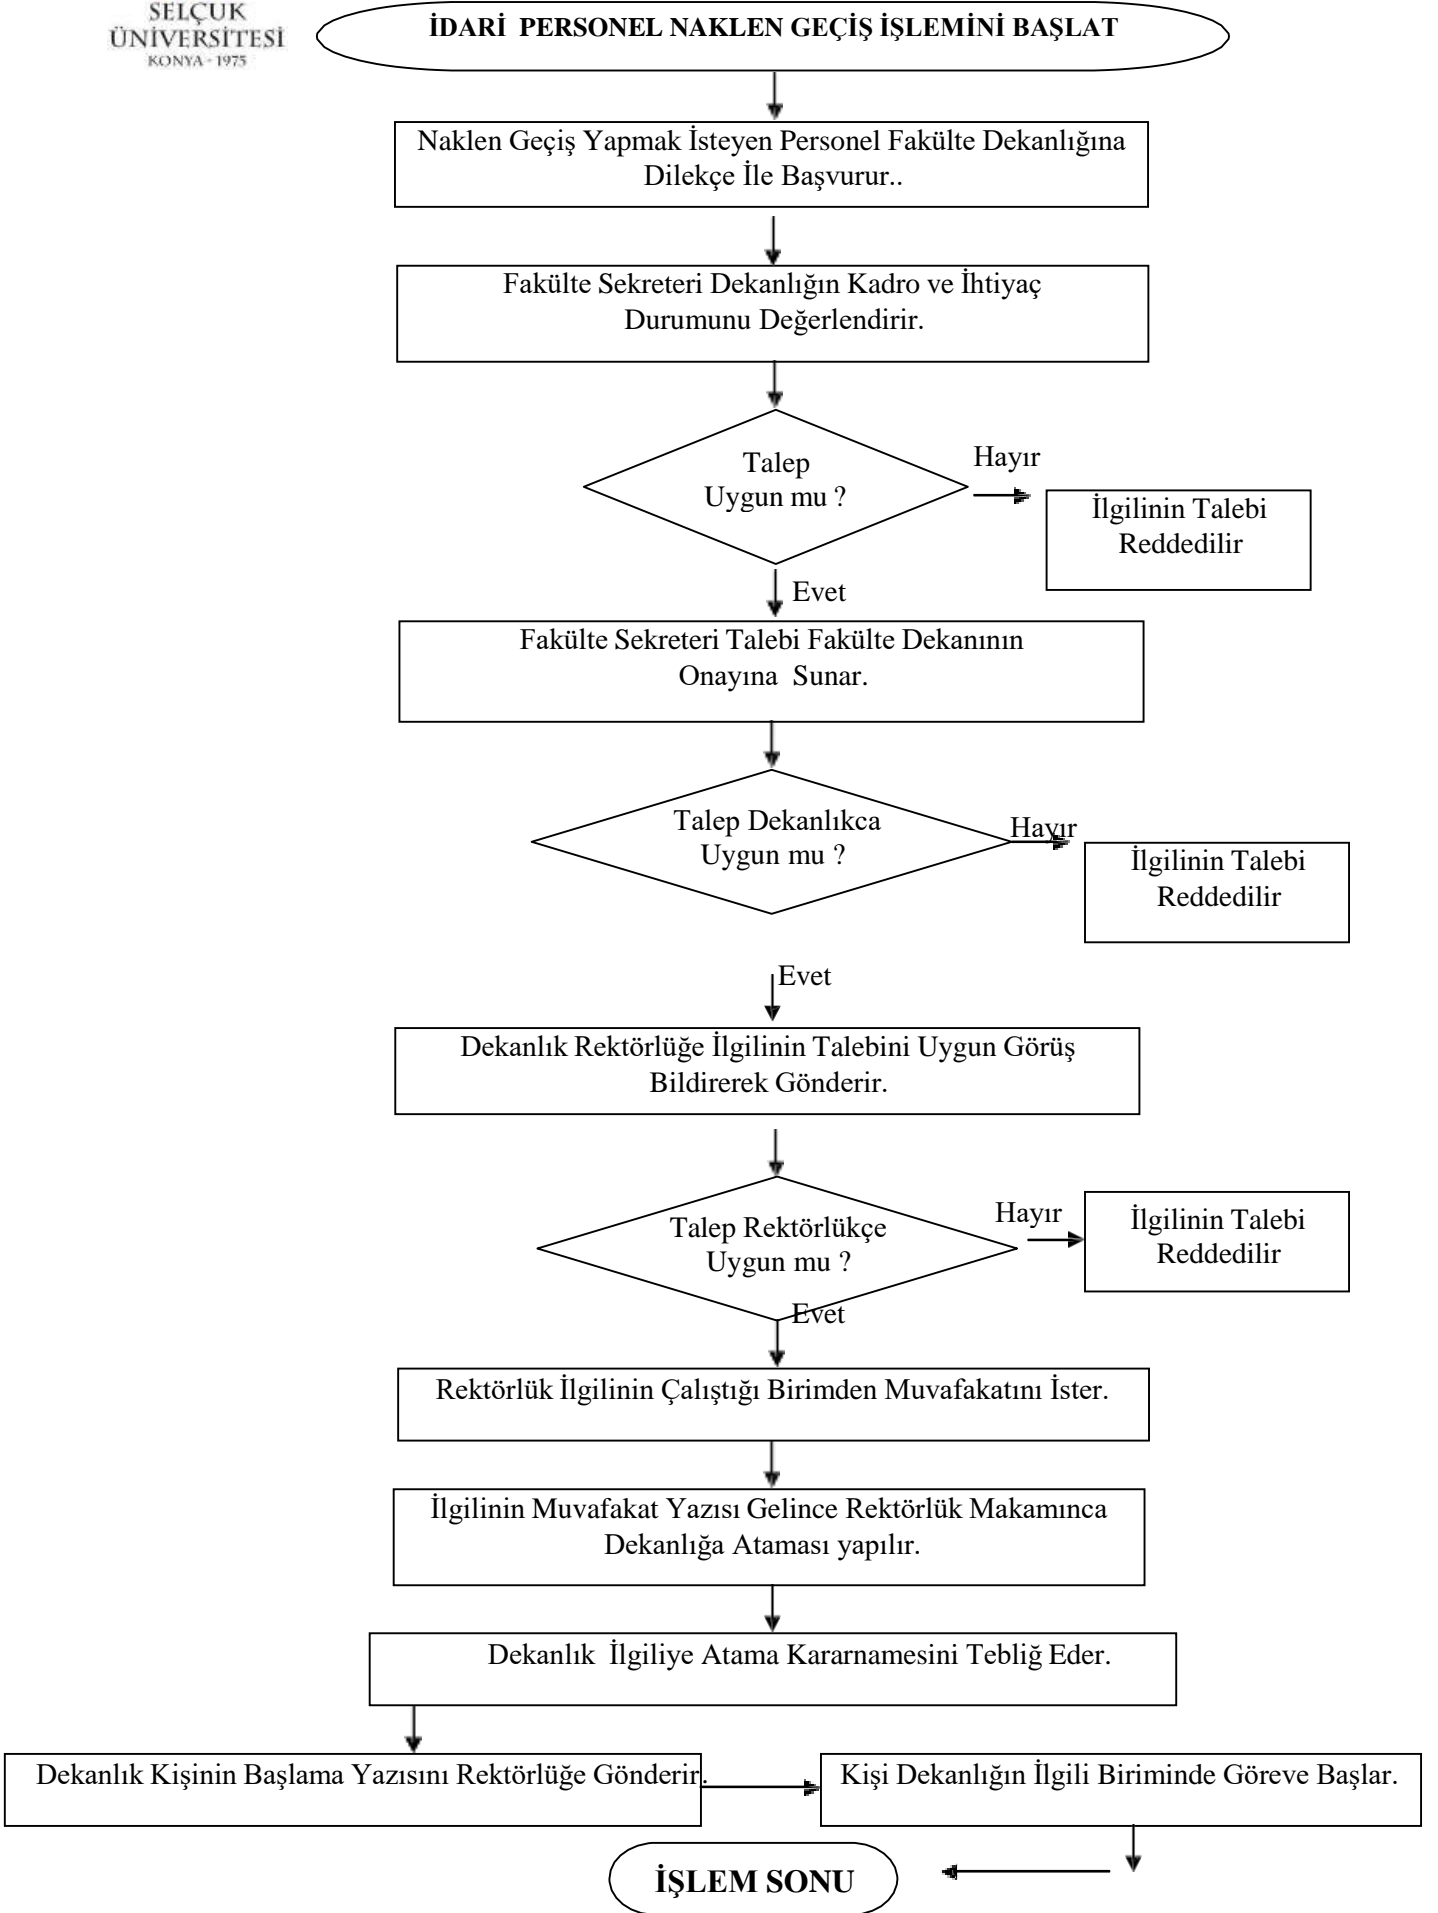 SELÇUK
ÜNİVERSİTESİ
KONYA - 1975
İDARİ PERSONEL NAKLEN GEÇİŞ İŞLEMİNİ BAŞLAT
Naklen Geçiş Yapmak İsteyen Personel Fakülte Dekanlığına
Dilekçe İle Başvurur..
Fakülte Sekreteri Dekanlığın Kadro ve İhtiyaç
Durumunu Değerlendirir.
Talep
Uygun mu ?
Hayır
İlgilinin Talebi
Reddedilir
Evet
Fakülte Sekreteri Talebi Fakülte Dekanının
Onayına Sunar.
Talep Dekanlıkca
Uygun mu ?
Hayır
İlgilinin Talebi
Reddedilir
Evet
Dekanlık Rektörlüğe İlgilinin Talebini Uygun Görüş
Bildirerek Gönderir.
Talep Rektörlükçe
Uygun mu ?
Hayır
İlgilinin Talebi
Reddedilir
Evet
Rektörlük İlgilinin Çalıştığı Birimden Muvafakatını İster.
İlgilinin Muvafakat Yazısı Gelince Rektörlük Makamınca
Dekanlığa Ataması yapılır.
Dekanlık İlgiliye Atama Kararnamesini Tebliğ Eder.
Dekanlık Kişinin Başlama Yazısını Rektörlüğe Gönderir.
Kişi Dekanlığın İlgili Biriminde Göreve Başlar.
İŞLEM SONU